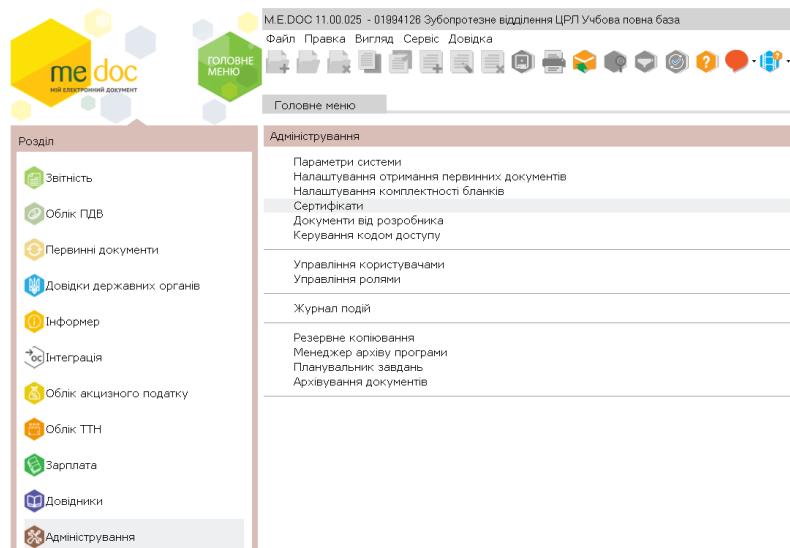 M.E.DOC 11.00.025 - 01994126 Зубопротезне відділення ЦРЛ Учбова повна база
Файл Правка Вигляд Сервіс Довідка
me doc
МІЙ ЕЛЕКТРОННИЙ ДОКУМЕНТ
ГОЛОВНЕ
МЕНЮ
Головне меню
Розділ
Звітність
Облік ПДВ
Первинні документи
Довідки державних органів
Інформер
Інтеграція
Облік акцизного податку
Облік ТТН
Зарплата
Довідники
Адміністрування
Адміністрування
Параметри системи
Налаштування отримання первинних документів
Налаштування комплектності бланків
Сертифікати
Документи від розробника
Керування кодом доступу
Управління користувачами
Управління ролями
Журнал подій
Резервне копіювання
Менеджер архіву програми
Планувальник завдань
Архівування документів